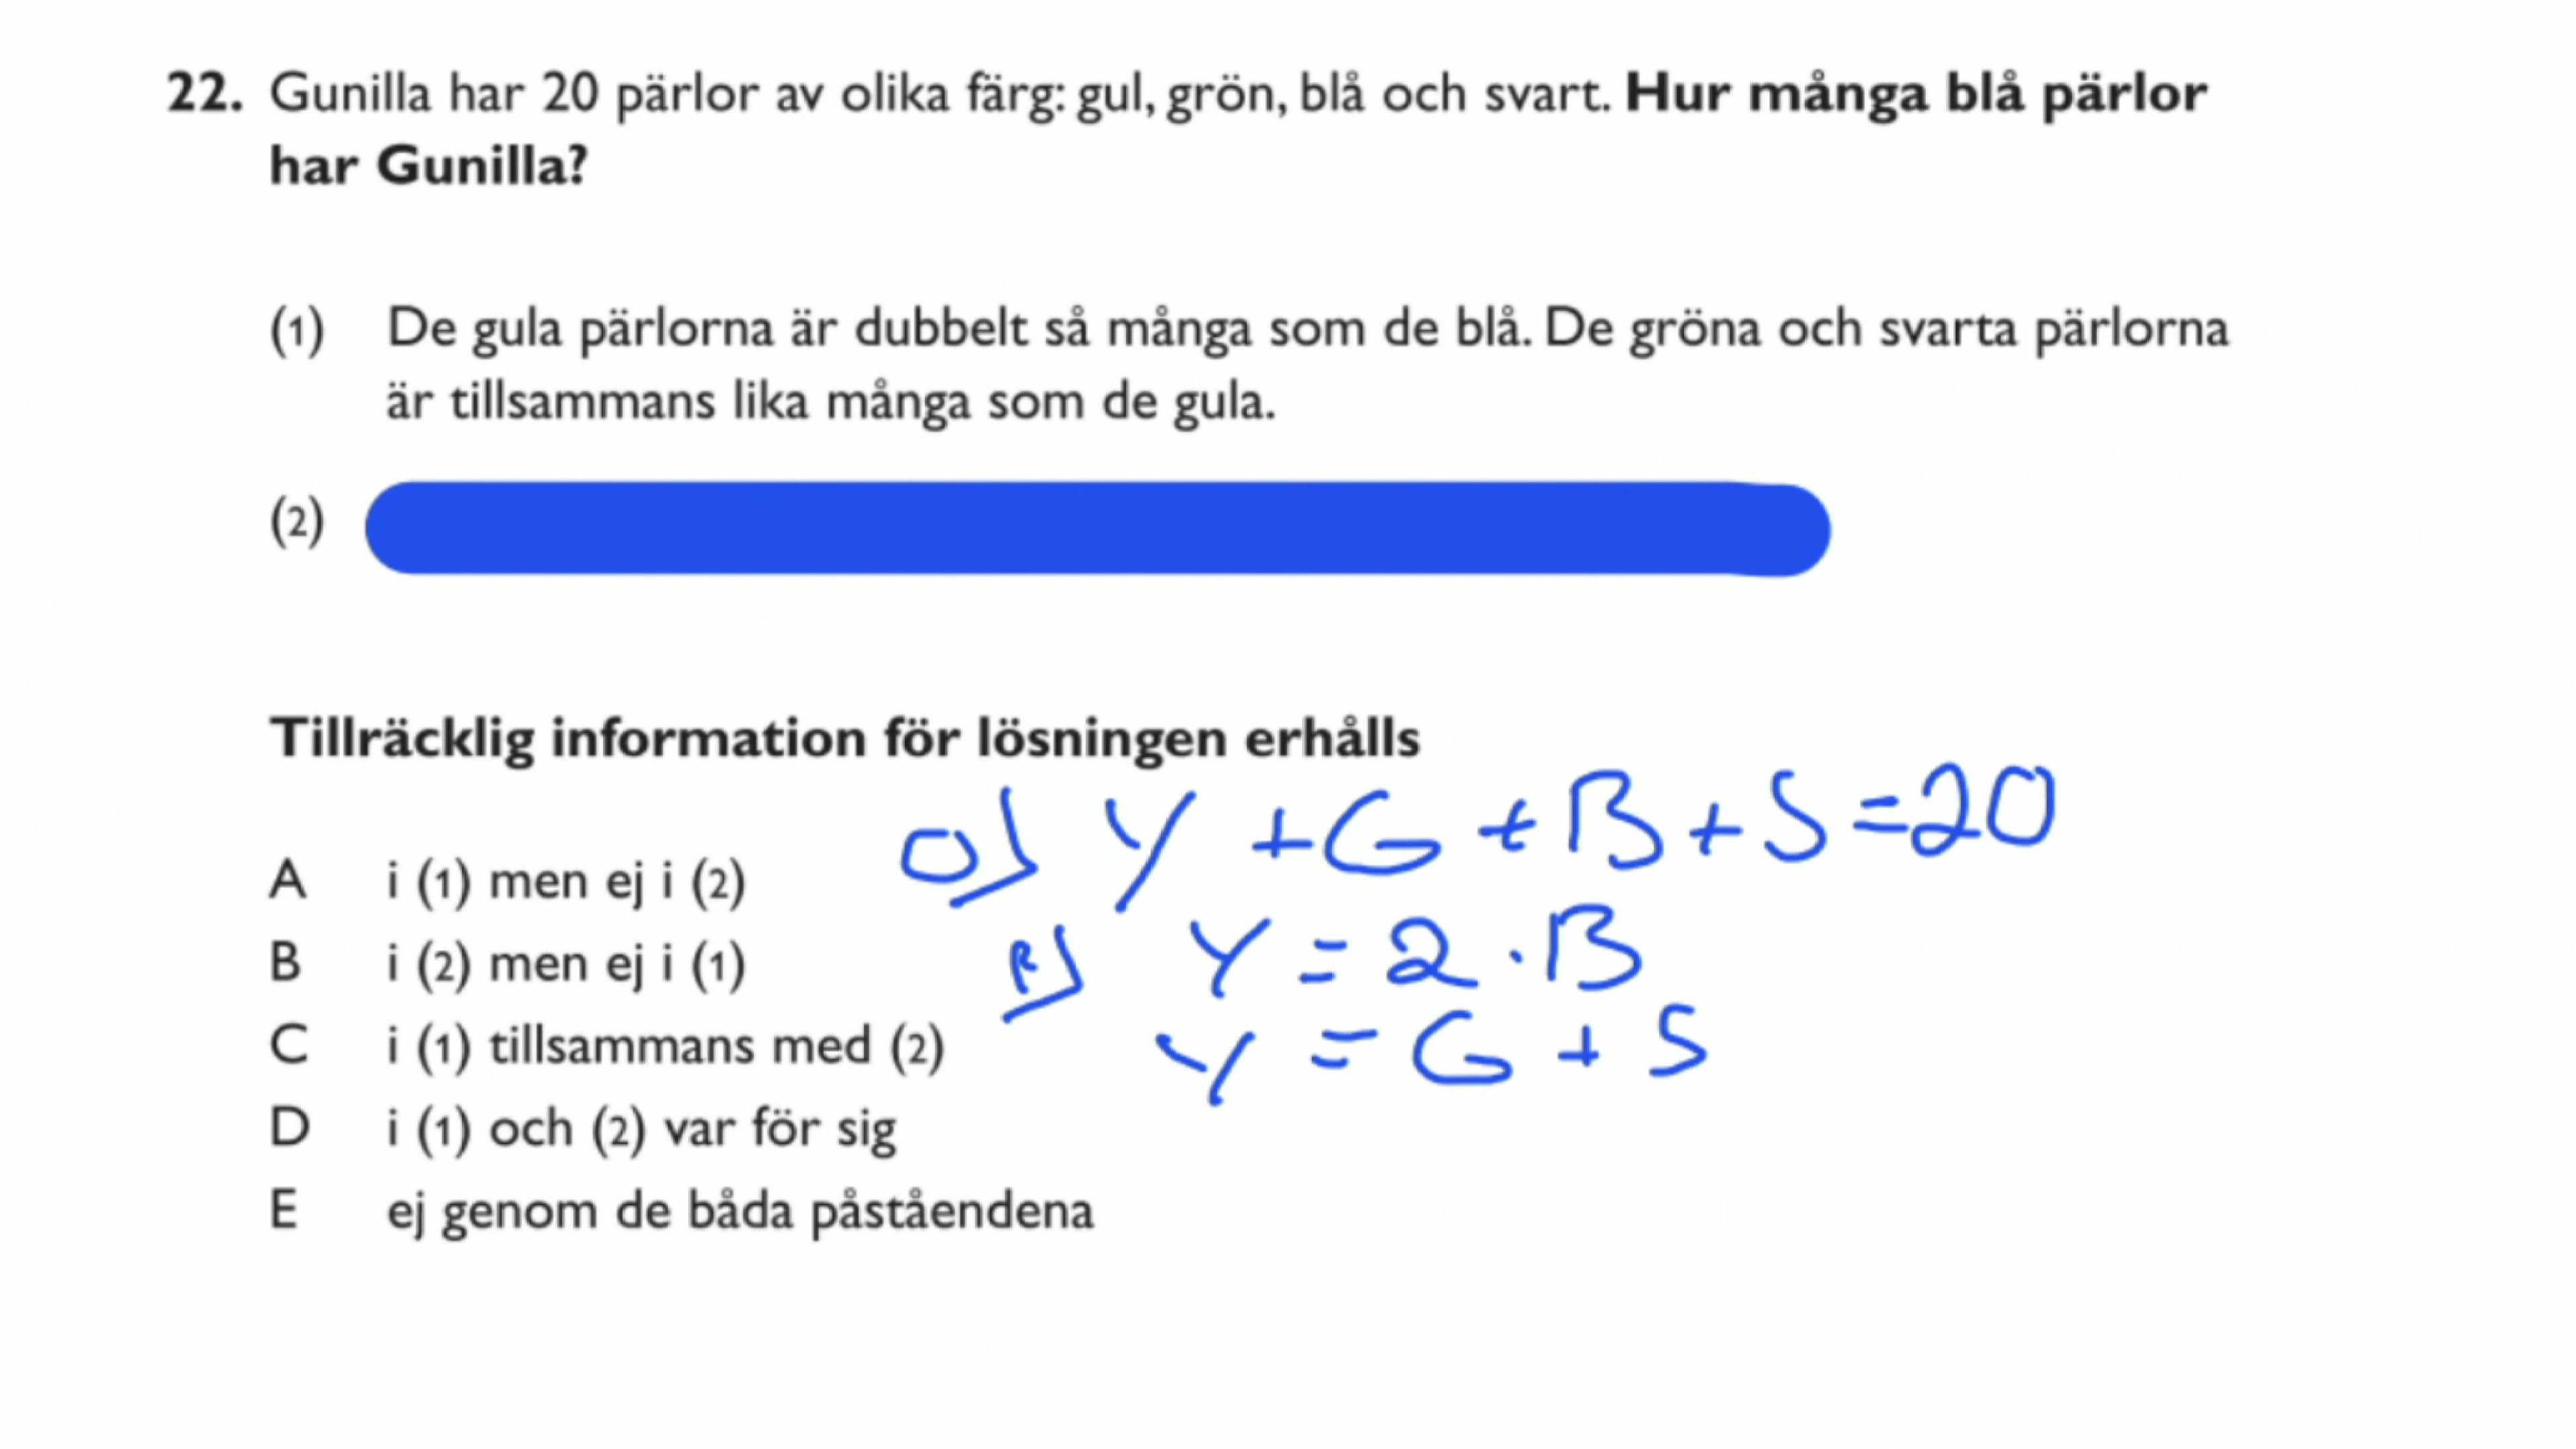 22. Gunilla har 20 pärlor av olika färg: gul, grön, blå och svart. Hur många blå pärlor
har Gunilla?
(1) De gula pärlorna är dubbelt så många som de blå. De gröna och svarta pärlorna
är tillsammans lika många som de gula.
(2)
Tillräcklig information för lösningen erhålls
Y + G + B + S = 20
A i (1) men ej i (2)
Y = 2 · B
B i (2) men ej i (1)
Y = G + S
C i (1) tillsammans med (2)
D i (1) och (2) var för sig
E ej genom de båda påståendena